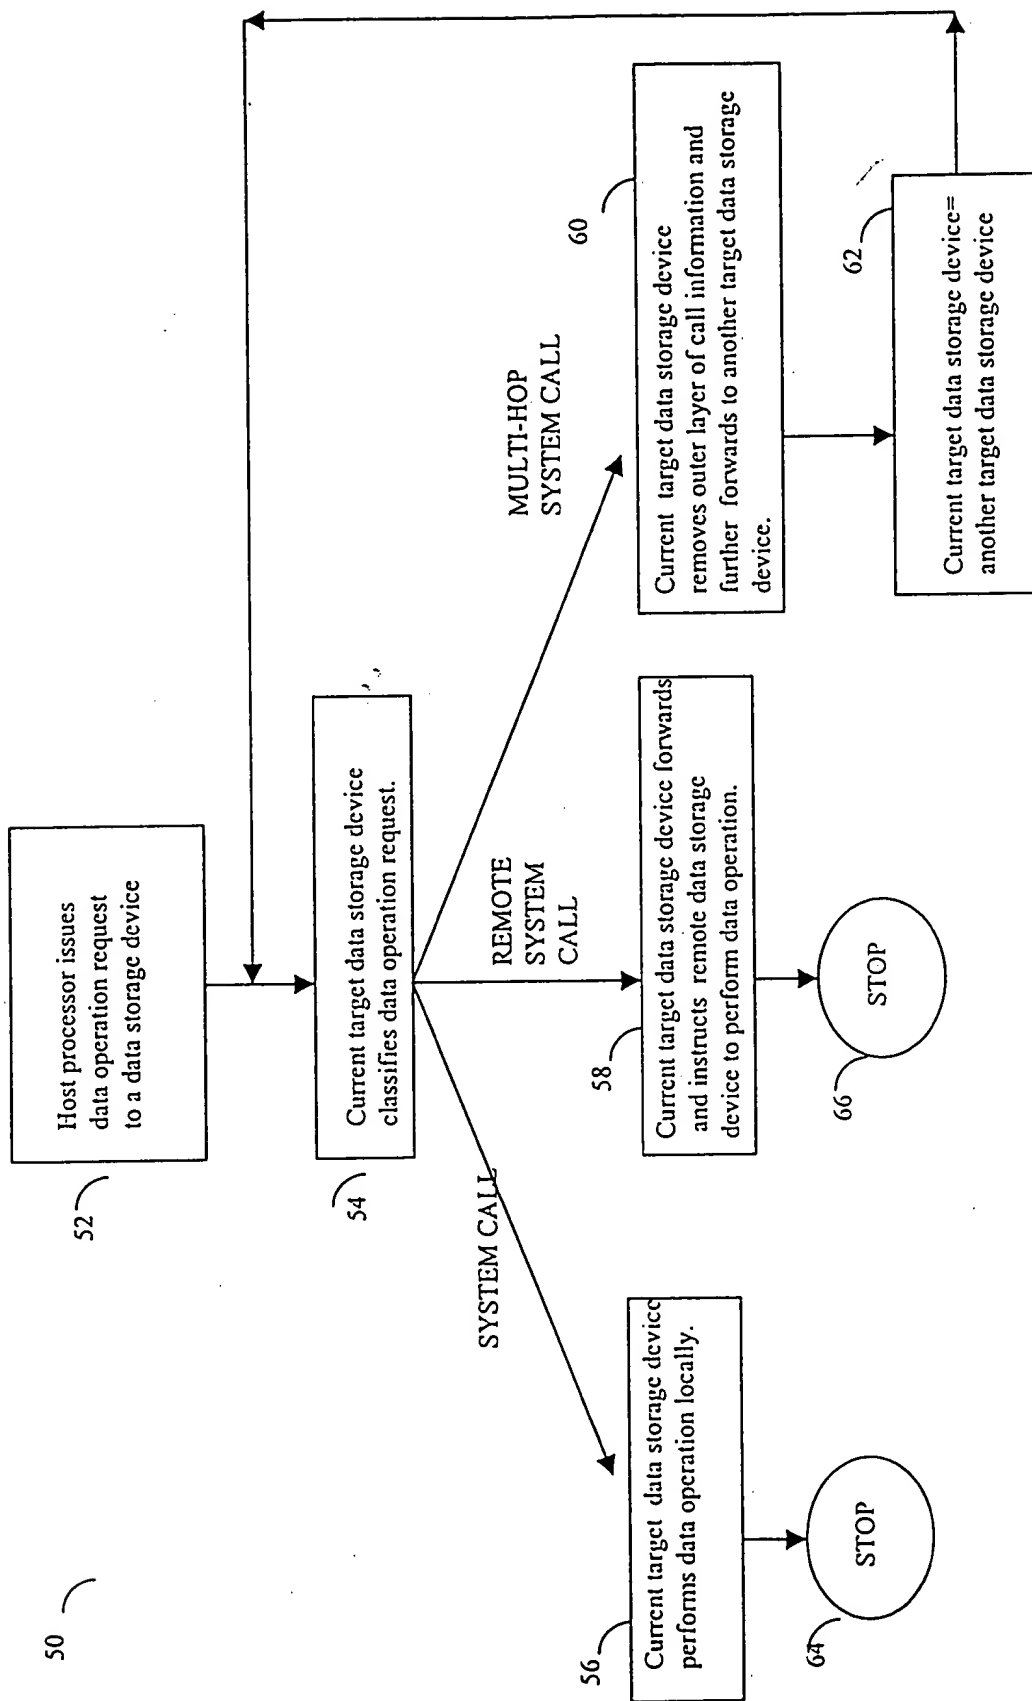 50
52
Host processor issues
data operation request
to a data storage device
54
Current target data storage device
classifies data operation request.
SYSTEM CALL
REMOTE
SYSTEM
CALL
MULTI-HOP
SYSTEM CALL
56
Current target data storage device
performs data operation locally.
58
Current target data storage device forwards
and instructs remote data storage
device to perform data operation.
60
Current target data storage device
removes outer layer of call information and
further forwards to another target data storage
device.
64
STOP
66
STOP
62
Current target data storage device=
another target data storage device